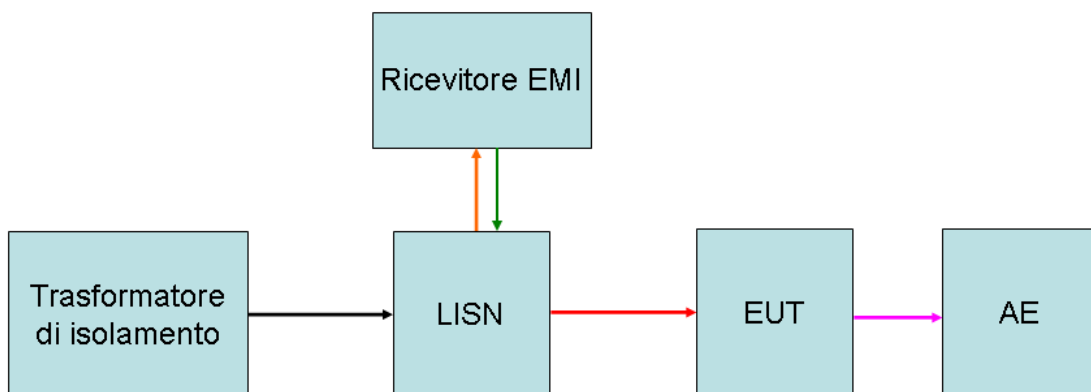 Ricevitore EMI
Trasformatore
di isolamento
LISN
EUT
AE